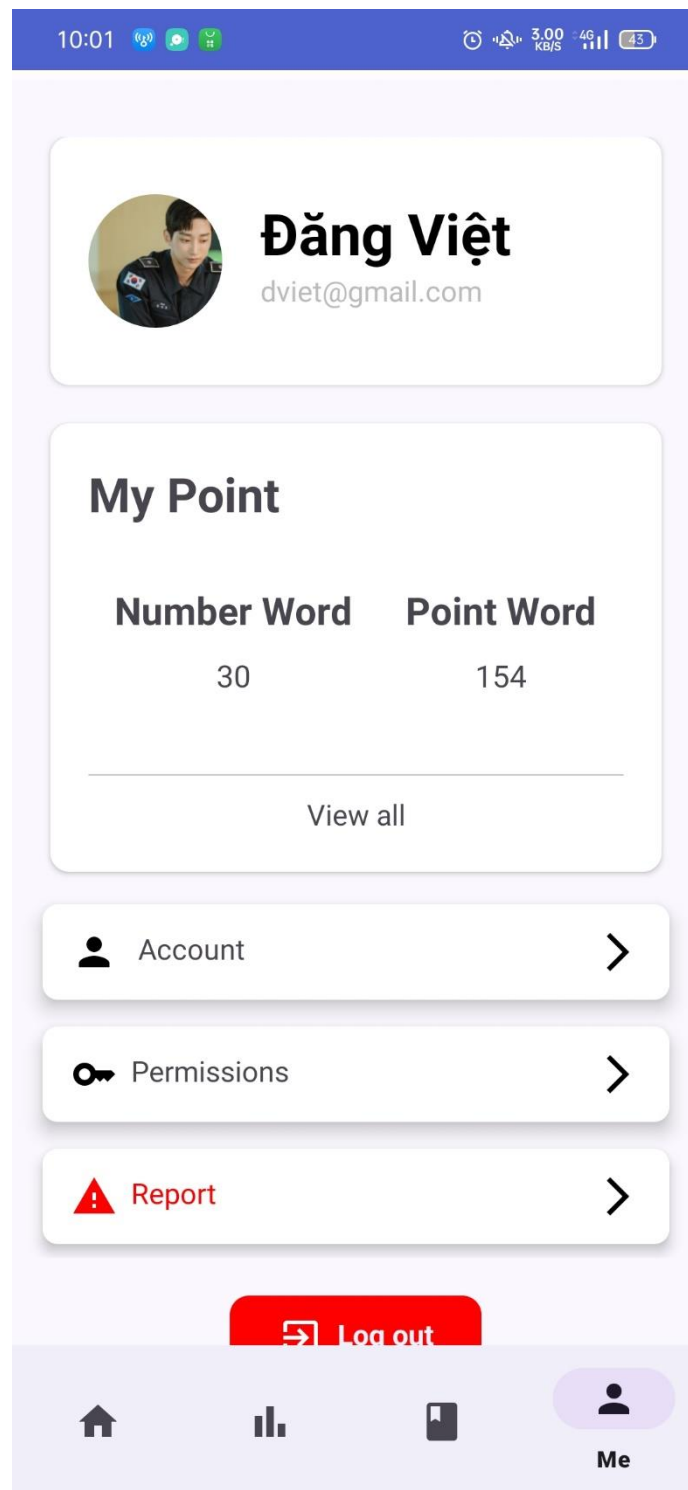 10:01 3.00 KB/S 4G 43
Đăng Việt
dviet@gmail.com
My Point
Number Word Point Word
30 154
View all
Account
Permissions
Report
Log out
Me